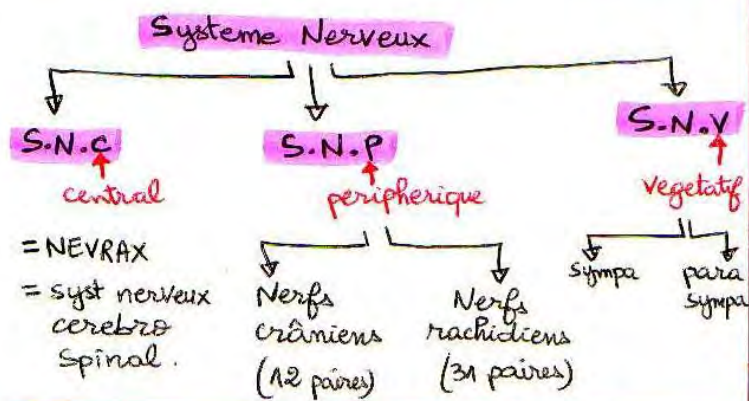 Systeme Nerveux
S.N.C
S.N.P
S.N.V
central
peripherique
vegetatif
= NEVRAX
= syst nerveux
cerebro
spinal.
Nerfs
crâniens
(12 paires)
Nerfs
rachidiens
(31 paires)
sympa
para
sympa